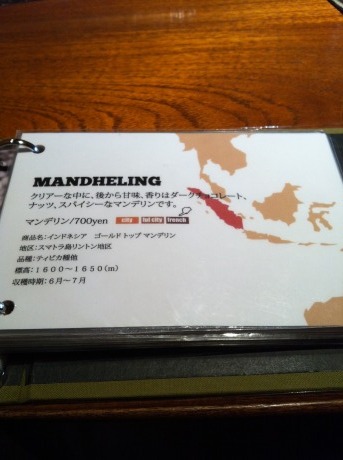 MANDHELING
クリアーな中に、後から甘味、香りはダークチョコレート、
ナッツ、スパイシーなマンデリンです。
マンデリン/700yen city ful city french
商品名:インドネシア ゴールドトップ マンデリン
地区:スマトラ島リントン地区
品種:ティピカ種他
標高:1600〜1650(m)
収穫時期:6月〜7月